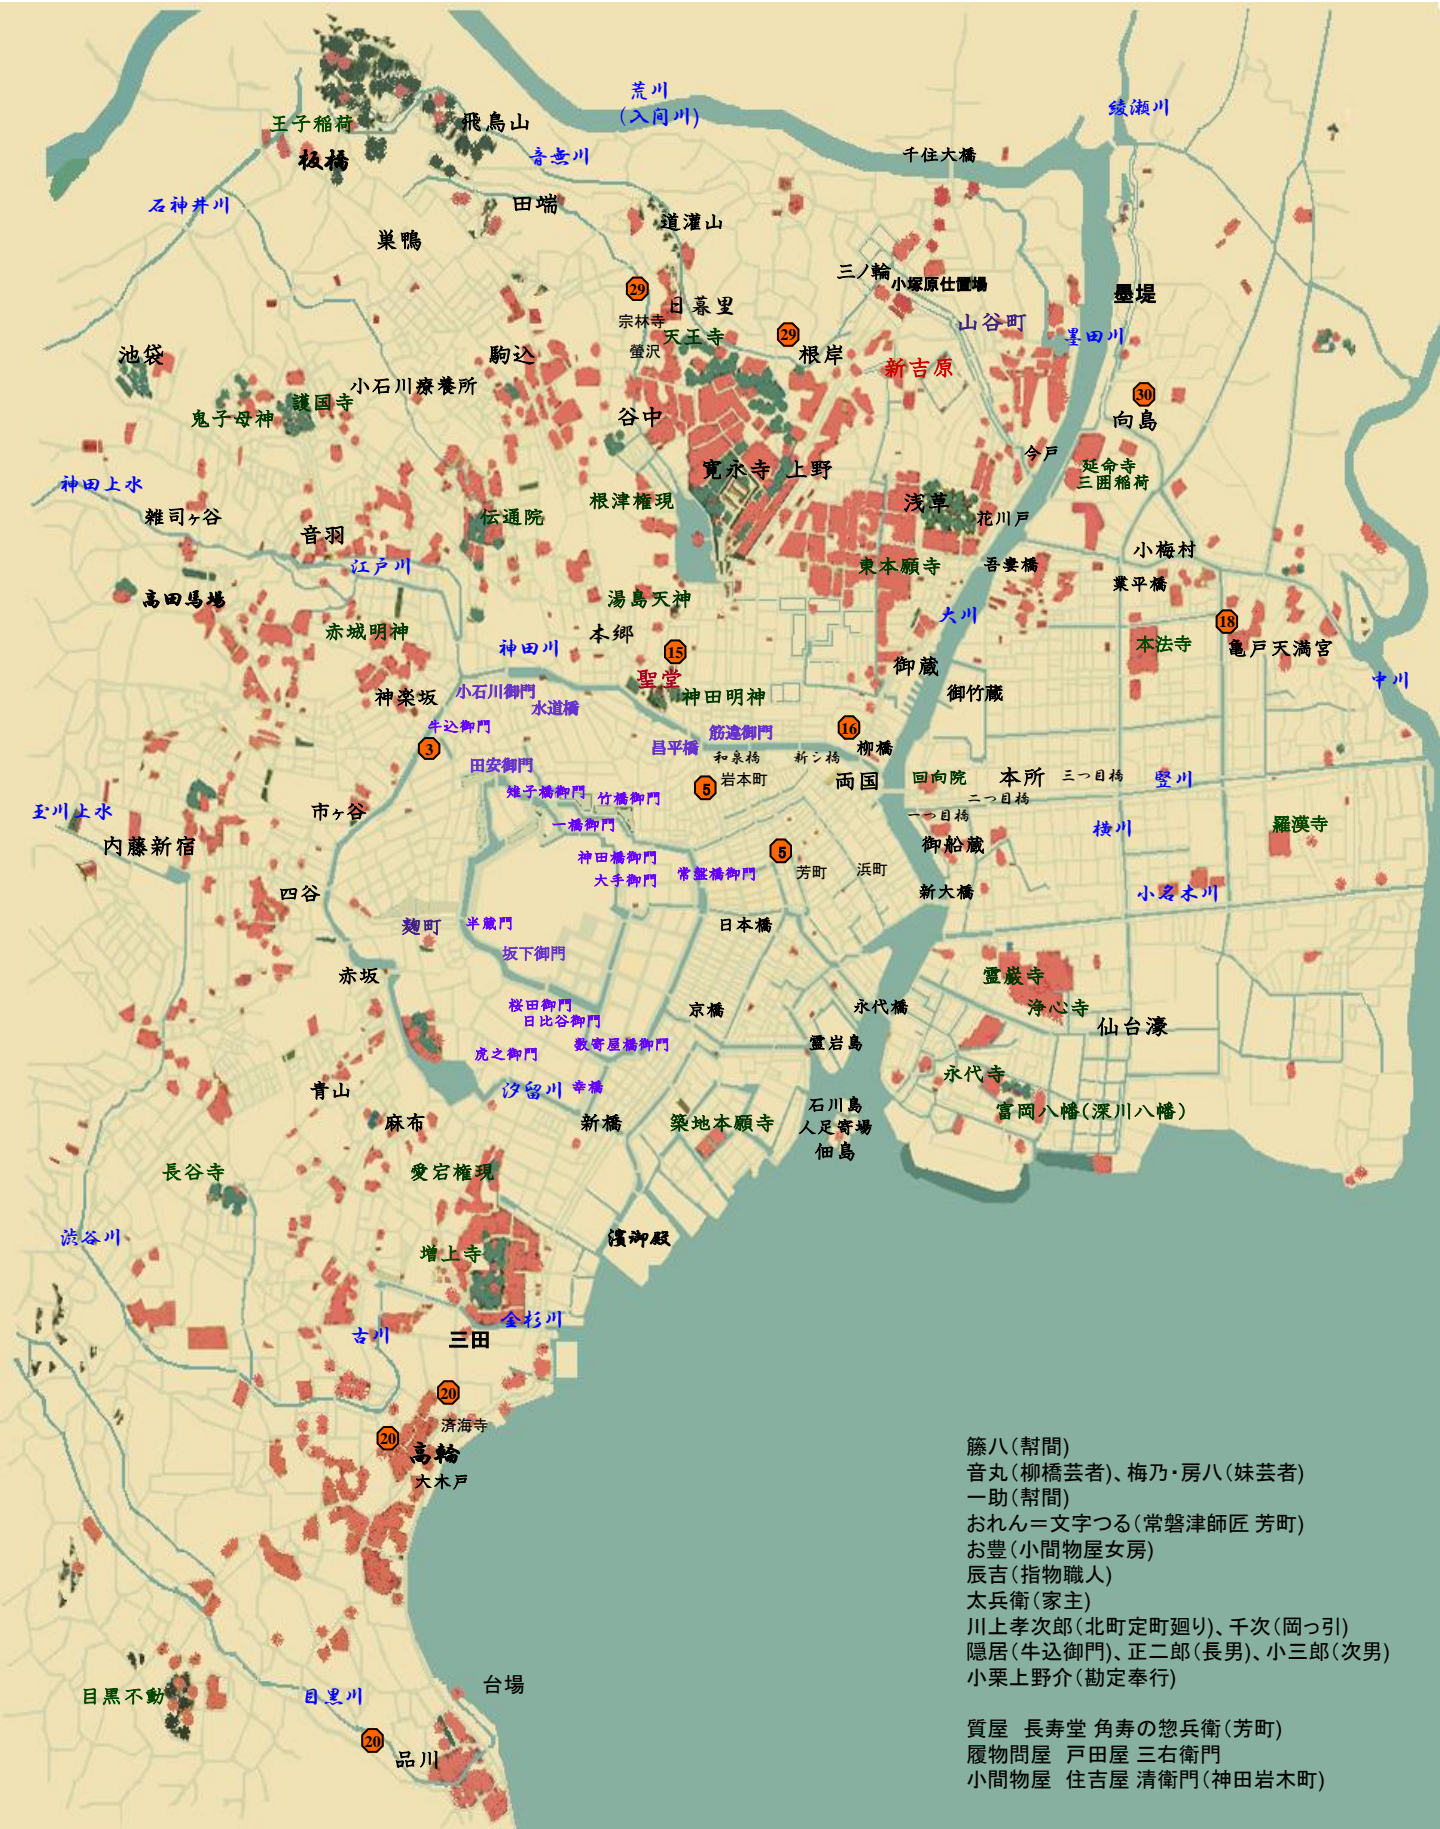 荒川
(入间川)
綾瀬川
王子稲荷
飛鳥山
板橋
音無川
千住大橋
石神井川
田端
道灌山
巣鴨
三ノ輪
小塚原仕置場
29
墨堤
日暮里
宗林寺
山谷町
天王寺
29
墨田川
池袋
駒込
螢沢
根岸
新吉原
小石川療養所
30
護国寺
鬼子母神
谷中
向島
今戸
寛永寺 上野
延命寺
三囲稲荷
神田上水
根津権現
浅草
雑司ヶ谷
伝通院
花川戸
音羽
小梅村
江戸川
東本願寺
吾妻橋
業平橋
高田馬場
湯島天神
大川
18
赤城明神
本郷
本法寺
亀戸天満宮
神田川
15
御蔵
聖堂
中川
神楽坂
小石川御門
水道橋
神田明神
御竹蔵
牛込御門
筋違御門
16
3
昌平橋
和泉橋
新シ橋
柳橋
田安御門
岩本町
両国
回向院
本所
三つ目橋
竪川
雉子橋御門
竹橋御門
5
二つ目橋
玉川上水
市ヶ谷
一橋御門
一つ目橋
横川
羅漢寺
内藤新宿
神田橋御門
5
御船蔵
大手御門
常盤橋御門
芳町
浜町
四谷
新大橋
小名木川
麹町
半蔵門
日本橋
坂下御門
赤坂
霊巌寺
桜田御門
京橋
永代橋
浄心寺
日比谷御門
仙台濠
虎之御門
数寄屋橋御門
霊岩島
永代寺
青山
汐留川
幸橋
石川島
人足寄場
佃島
富岡八幡(深川八幡)
麻布
新橋
築地本願寺
長谷寺
愛宕権現
渋谷川
濱御殿
増上寺
金杉川
古川
三田
20
済海寺
20
高輪
大木戸
籐八(幇間)
音丸(柳橋芸者)、梅乃・房八(妹芸者)
一助(幇間)
おれん=文字つる(常磐津師匠 芳町)
お豊(小間物屋女房)
辰吉(指物職人)
太兵衛(家主)
川上孝次郎(北町定町廻り)、千次(岡っ引)
隠居(牛込御門)、正二郎(長男)、小三郎(次男)
小栗上野介(勘定奉行)
台場
目黒不動
目黒川
20
品川
質屋 長寿堂 角寿の惣兵衛(芳町)
履物問屋 戸田屋 三右衛門
小間物屋 住吉屋 清衛門(神田岩木町)